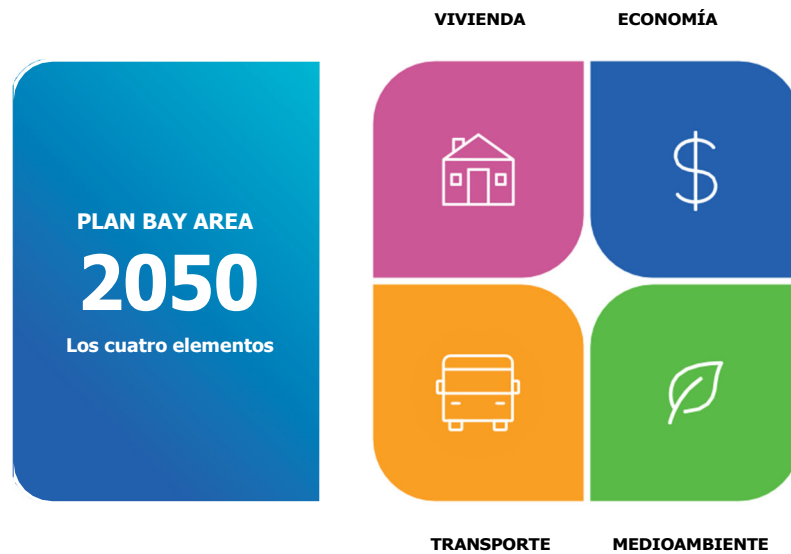 VIVIENDA ECONOMÍA
PLAN BAY AREA
2050
Los cuatro elementos
TRANSPORTE MEDIOAMBIENTE